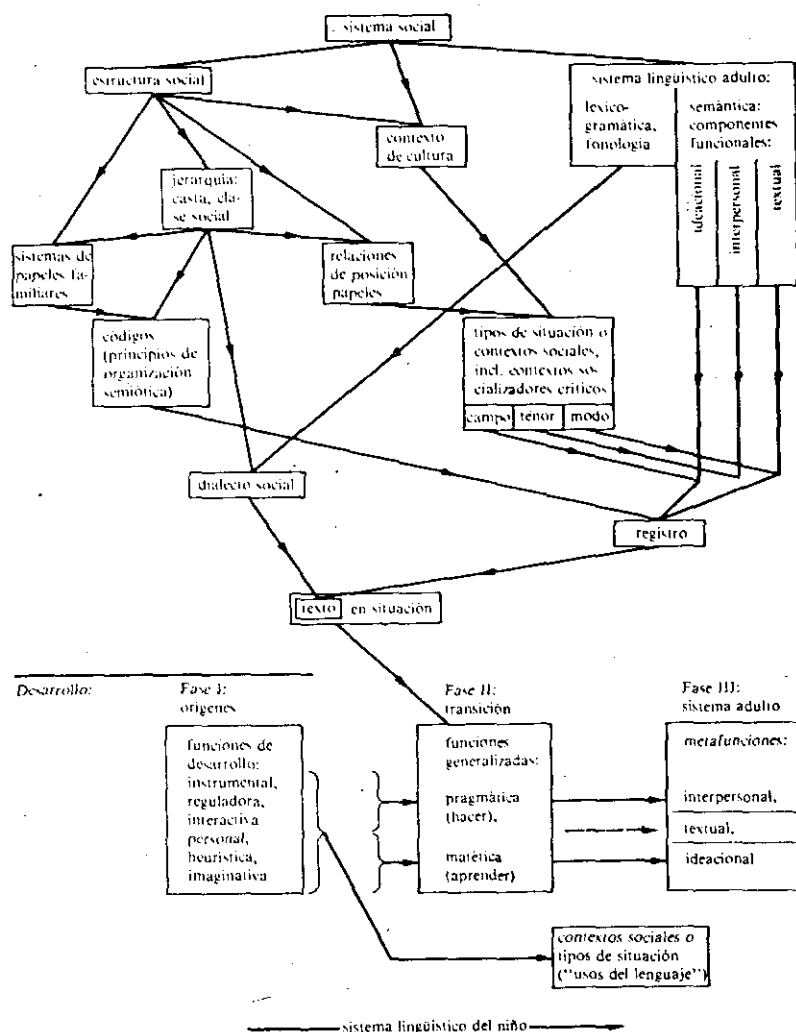 sistema social
estructura social
sistema lingüístico adulto:
lexico-
gramática,
fonología
semántica:
componentes
funcionales:
ideacional
interpersonal
textual
contexto
de cultura
jerarquía:
casta, cla-
se social
sistemas de
papeles fa-
miliares
relaciones
de posición
papeles
códigos
(principios de
organización
semiótica)
tipos de situación o
contextos sociales,
incl. contextos so-
cializadores críticos
campo
tenor
modo
dialecto social
registro
texto en situación
Desarrollo:
Fase I:
orígenes
Fase II:
transición
Fase III:
sistema adulto
funciones de
desarrollo:
instrumental,
reguladora,
interactiva
personal,
heurística,
imaginativa
funciones
generalizadas:
pragmática
(hacer),
matética
(aprender)
metafunciones:
interpersonal,
textual,
ideacional
contextos sociales o
tipos de situación
("usos del lenguaje")
sistema lingüístico del niño